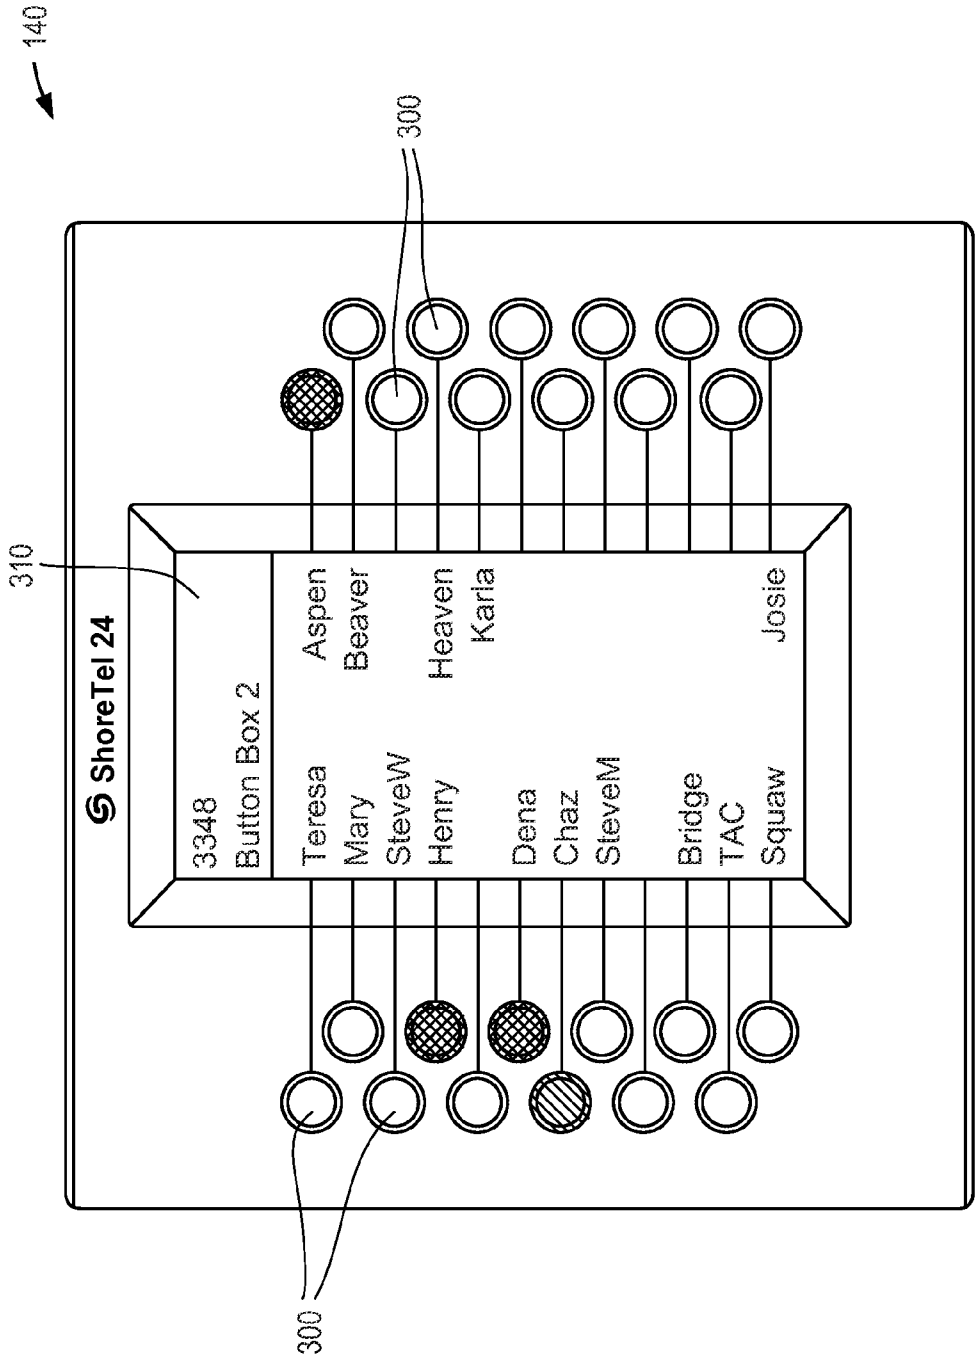 140
300
310
ShoreTel 24
3348
Button Box 2
Teresa Aspen
Mary Beaver
SteveW
Henry Heaven
Karla
Dena
Chaz
SteveM
Bridge
TAC
Squaw Josie
300